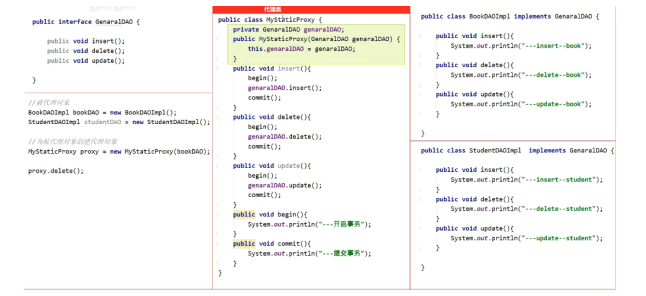 public interface GenaralDAO {
public void insert();
public void delete();
public void update();
}
//被代理对象
BookDAOImpl bookDAO = new BookDAOImpl();
StudentDAOImpl studentDAO = new StudentDAOImpl();
//为被代理对象创建代理对象
MyStaticProxy proxy = new MyStaticProxy(bookDAO);
proxy.delete();
代理类
public class MyStaticProxy {
private GenaralDAO genaralDAO;
public MyStaticProxy(GenaralDAO genaralDAO) {
this.genaralDAO = genaralDAO;
}
public void insert(){
begin();
genaralDAO.insert();
commit();
}
public void delete(){
begin();
genaralDAO.delete();
commit();
}
public void update(){
begin();
genaralDAO.update();
commit();
}
public void begin(){
System.out.println("---开启事务");
}
public void commit(){
System.out.println("---提交事务");
}
}
public class BookDAOImpl implements GenaralDAO {
public void insert(){
System.out.println("---insert--book");
}
public void delete(){
System.out.println("---delete--book");
}
public void update(){
System.out.println("---update--book");
}
}
public class StudentDAOImpl implements GenaralDAO {
public void insert(){
System.out.println("---insert--student");
}
public void delete(){
System.out.println("---delete--student");
}
public void update(){
System.out.println("---update--student");
}
}